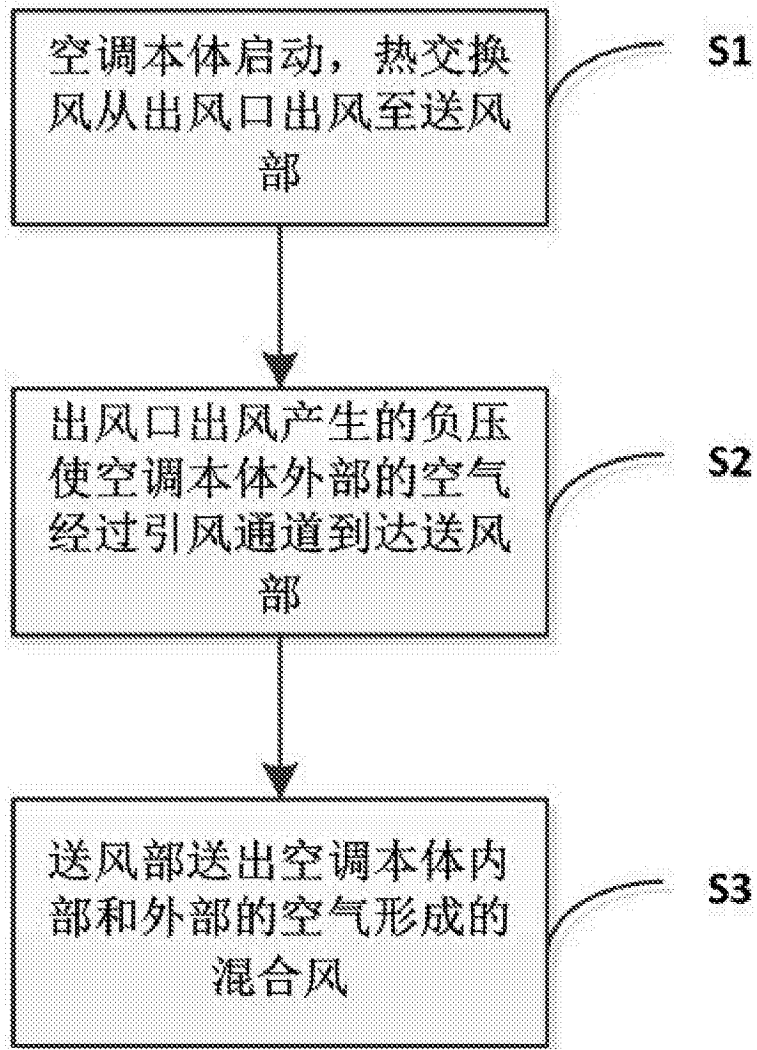 空调本体启动，热交换
风从出风口出风至送风
部
S1
出风口出风产生的负压
使空调本体外部的空气
经过引风通道到达送风
部
S2
送风部送出空调本体内
部和外部的空气形成的
混合风
S3